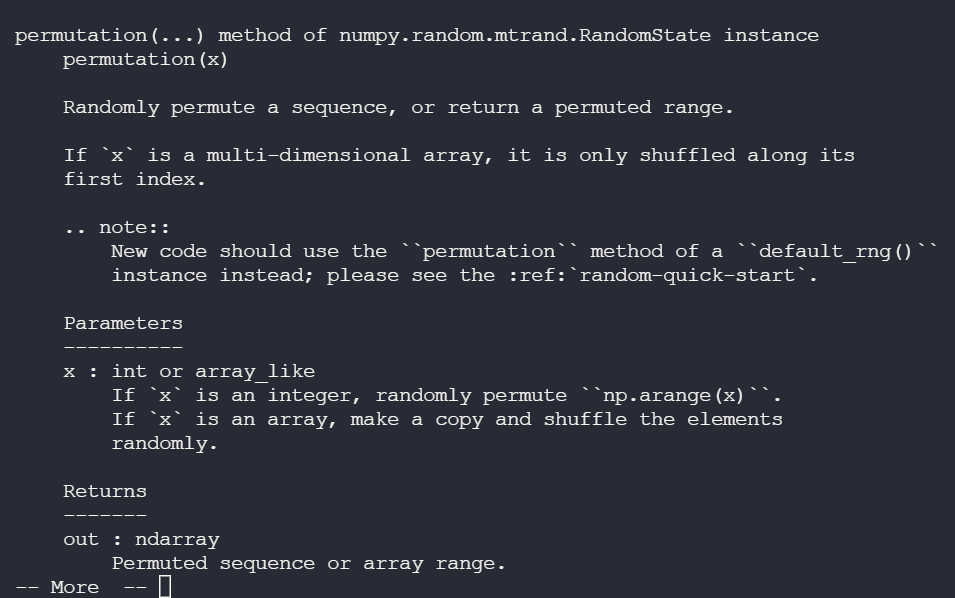 permutation(...) method of numpy.random.mtrand.RandomState instance
permutation(x)
Randomly permute a sequence, or return a permuted range.
If `x` is a multi-dimensional array, it is only shuffled along its
first index.
.. note::
New code should use the ``permutation`` method of a ``default_rng()``
instance instead; please see the :ref:`random-quick-start`.
Parameters
----------
x : int or array_like
If `x` is an integer, randomly permute ``np.arange(x)``.
If `x` is an array, make a copy and shuffle the elements
randomly.
Returns
-------
out : ndarray
Permuted sequence or array range.
-- More  --